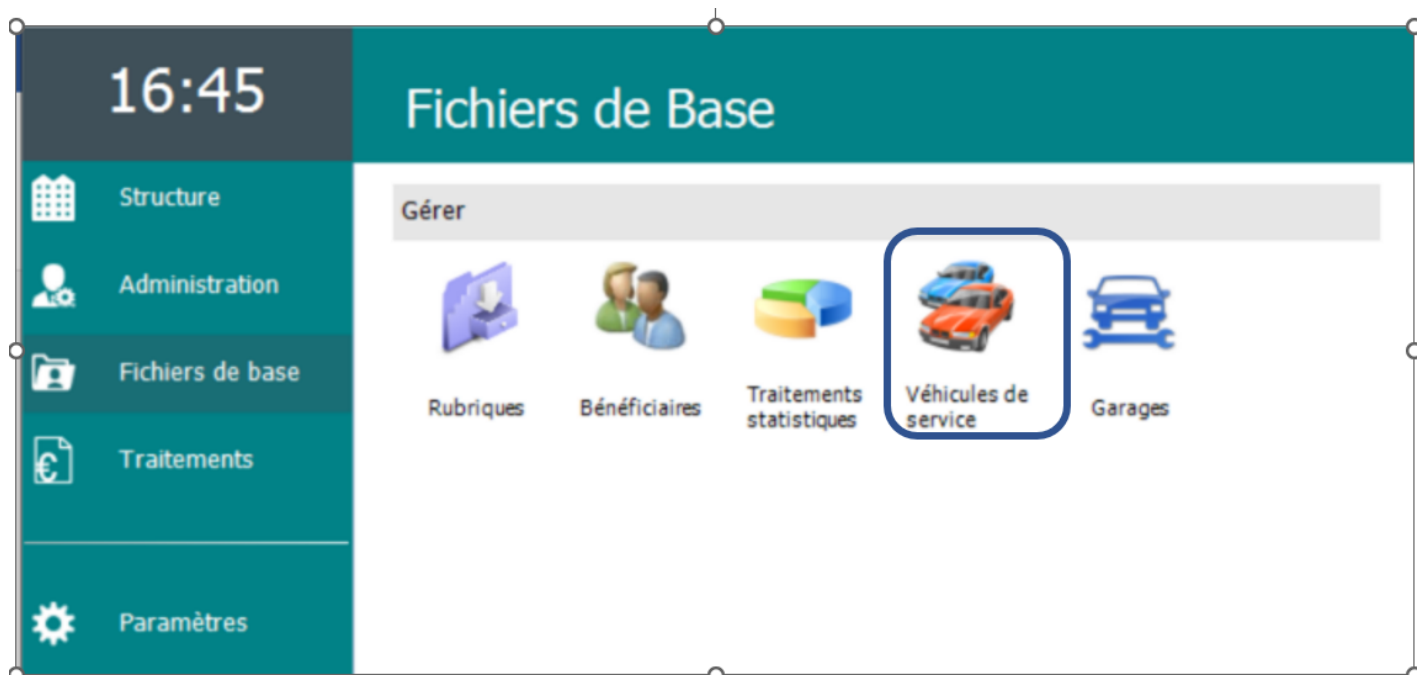 16:45
Fichiers de Base
Structure
Administration
Fichiers de base
Traitements
Paramètres
Gérer
Rubriques
Bénéficiaires
Traitements
statistiques
Véhicules de
service
Garages